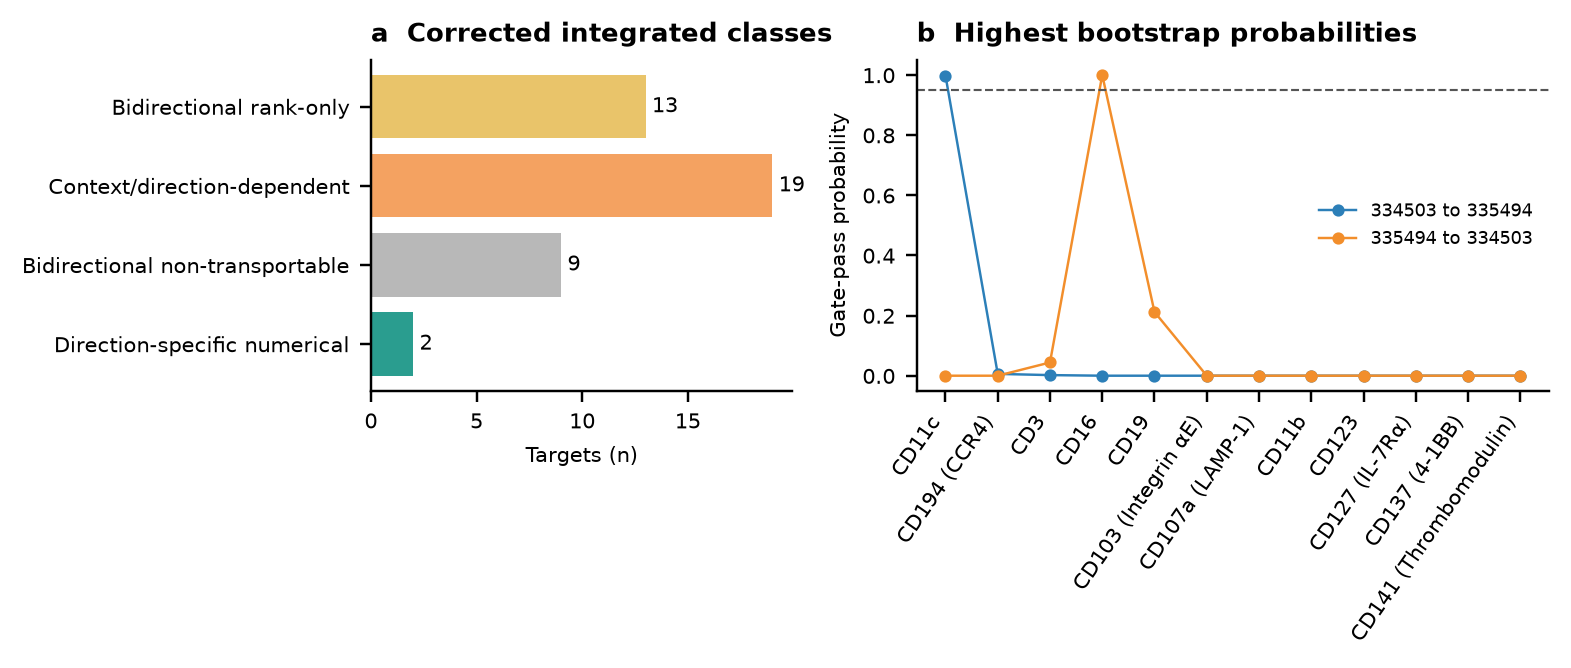 a  Corrected integrated classes
Bidirectional rank-only
13
Context/direction-dependent
19
Bidirectional non-transportable
9
Direction-specific numerical
2
0
5
10
15
Targets (n)
b  Highest bootstrap probabilities
Gate-pass probability
1.0
0.8
0.6
0.4
0.2
0.0
334503 to 335494
335494 to 334503
CD11c
CD194 (CCR4)
CD3
CD16
CD19
CD103 (Integrin αE)
CD107a (LAMP-1)
CD11b
CD123
CD127 (IL-7Rα)
CD137 (4-1BB)
CD141 (Thrombomodulin)